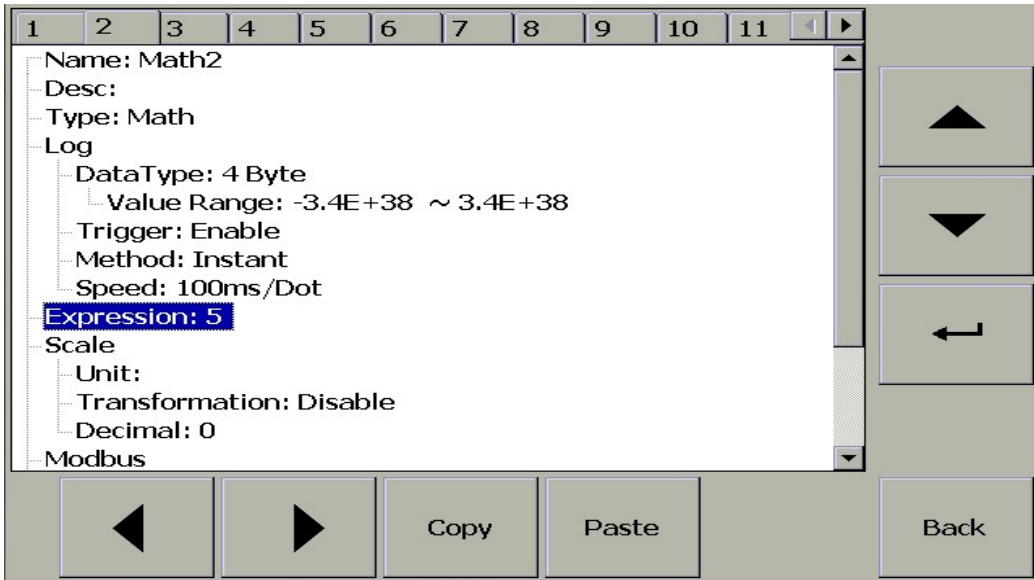 1 2 3 4 5 6 7 8 9 10 11
Name: Math2
Desc:
Type: Math
Log
DataType: 4 Byte
Value Range: -3.4E+38 ~ 3.4E+38
Trigger: Enable
Method: Instant
Speed: 100ms/Dot
Expression: 5
Scale
Unit:
Transformation: Disable
Decimal: 0
Modbus
Copy Paste Back